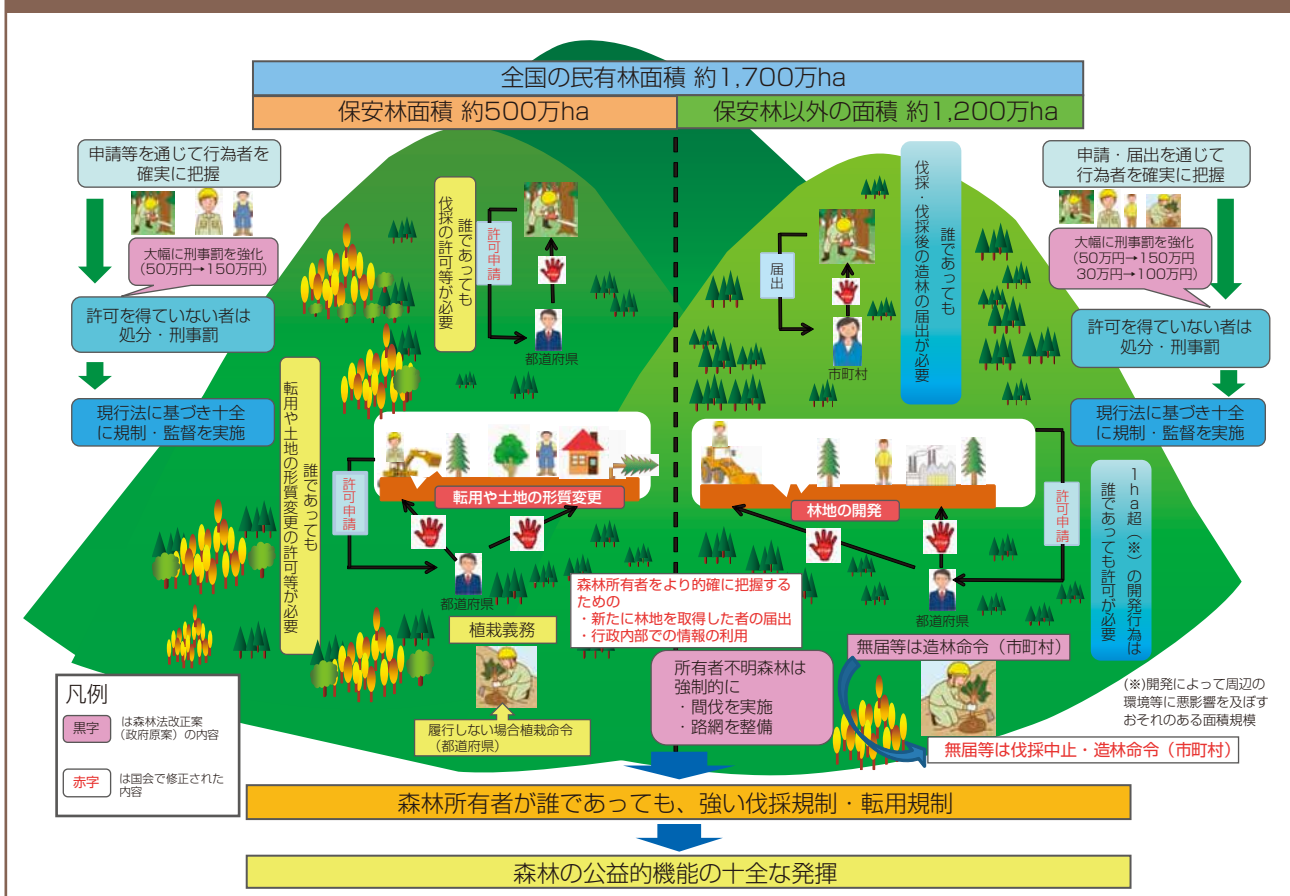 全国の民有林面積 約1,700万ha
保安林面積 約500万ha
保安林以外の面積 約1,200万ha
申請等を通じて行為者を
確実に把握
大幅に刑事罰を強化
(50万円→150万円)
許可を得ていない者は
処分・刑事罰
現行法に基づき十全
に規制・監督を実施
誰であっても
伐採の許可等が必要
許可申請
都道府県
届出
市町村
誰であっても
伐採・伐採後の造林の届出が必要
申請・届出を通じて
行為者を確実に把握
大幅に刑事罰を強化
(50万円→150万円
30万円→100万円)
許可を得ていない者は
処分・刑事罰
現行法に基づき十全
に規制・監督を実施
誰であっても
転用や土地の形質変更の許可等が必要
許可申請
転用や土地の形質変更
都道府県
林地の開発
許可申請
都道府県
1ha超(※)の開発行為は
誰であっても許可が必要
植栽義務
履行しない場合植栽命令
(都道府県)
森林所有者をより的確に把握する
ための
・新たに林地を取得した者の届出
・行政内部での情報の利用
所有者不明森林は
強制的に
・間伐を実施
・路網を整備
無届等は造林命令(市町村)
(※)開発によって周辺の
環境等に悪影響を及ぼす
おそれのある面積規模
無届等は伐採中止・造林命令(市町村)
凡例
黒字
は森林法改正案
(政府原案)の内容
赤字
は国会で修正された
内容
森林所有者が誰であっても、強い伐採規制・転用規制
森林の公益的機能の十全な発揮